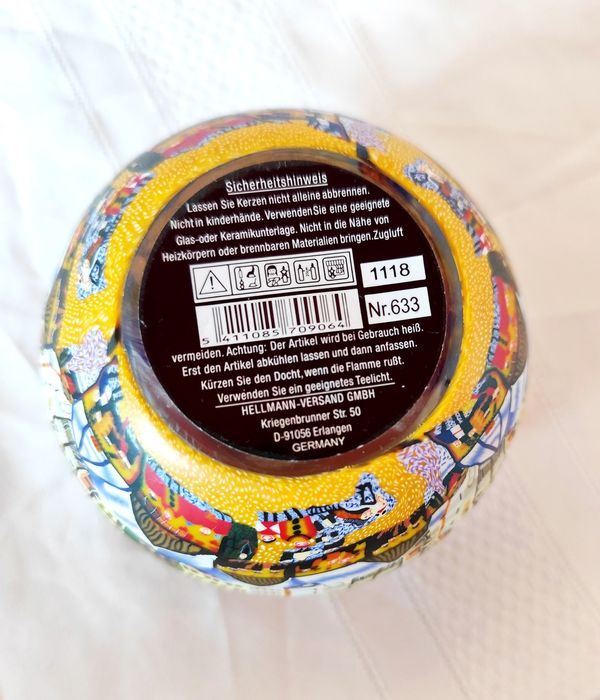 Sicherheitshinweis
Lassen Sie Kerzen nicht alleine abbrennen.
Nicht in kinderhände. Verwenden Sie eine geeignete
Glas-oder Keramikunterlage. Nicht in die Nähe von
Heizkörpern oder brennbaren Materialien bringen.Zugluft
1118
Nr.633
5 411085 709064
vermeiden. Achtung: Der Artikel wird bei Gebrauch heiß.
Erst den Artikel abkühlen lassen und dann anfassen.
Kürzen Sie den Docht, wenn die Flamme rußt.
Verwenden Sie ein geeignetes Teelicht.
HELLMANN-VERSAND GMBH
Kriegenbrunner Str. 50
D-91056 Erlangen
GERMANY